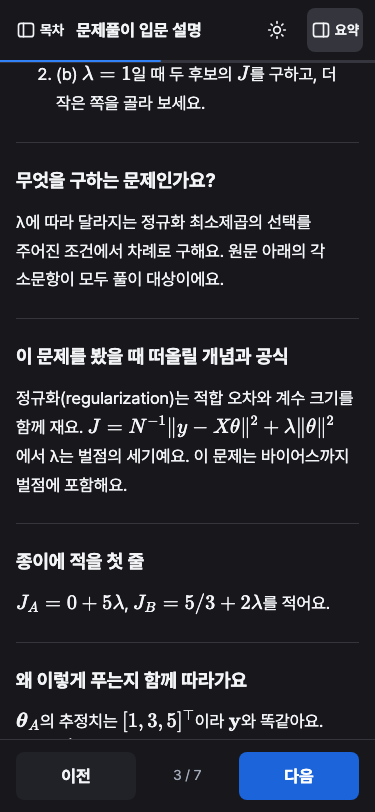 목차 문제풀이 입문 설명 요약
2. (b) λ = 1일 때 두 후보의 J를 구하고, 더
작은 쪽을 골라 보세요.
무엇을 구하는 문제인가요?
λ에 따라 달라지는 정규화 최소제곱의 선택를
주어진 조건에서 차례로 구해요. 원문 아래의 각
소문항이 모두 풀이 대상이에요.
이 문제를 봤을 때 떠올릴 개념과 공식
정규화(regularization)는 적합 오차와 계수 크기를
함께 재요. J = N⁻¹‖y − Xθ‖² + λ‖θ‖²
에서 λ는 벌점의 세기예요. 이 문제는 바이어스까지
벌점에 포함해요.
종이에 적을 첫 줄
J_A = 0 + 5λ, J_B = 5/3 + 2λ를 적어요.
왜 이렇게 푸는지 함께 따라가요
θ_A의 추정치는 [1, 3, 5]^⊤이라 y와 똑같아요.
이전 3 / 7 다음